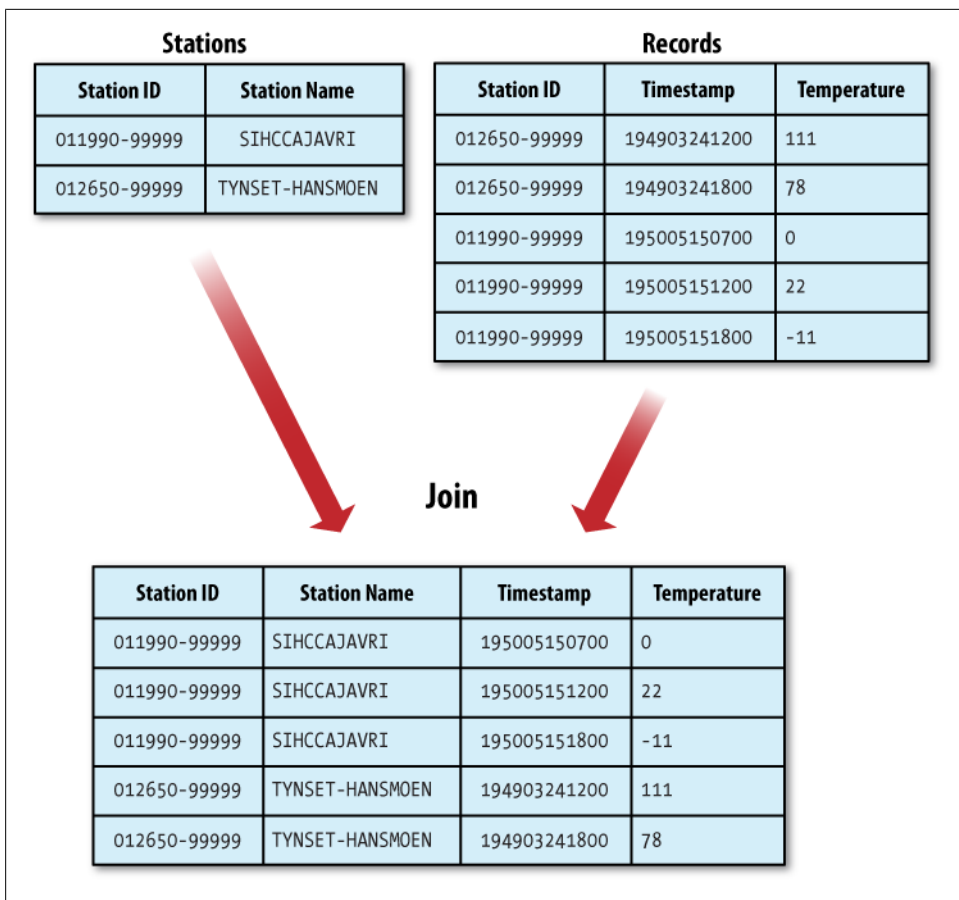 Stations
Station ID Station Name
011990-99999 SIHCCAJAVRI
012650-99999 TYNSET-HANSMOEN
Records
Station ID Timestamp Temperature
012650-99999 194903241200 111
012650-99999 194903241800 78
011990-99999 195005150700 0
011990-99999 195005151200 22
011990-99999 195005151800 -11
Join
Station ID Station Name Timestamp Temperature
011990-99999 SIHCCAJAVRI 195005150700 0
011990-99999 SIHCCAJAVRI 195005151200 22
011990-99999 SIHCCAJAVRI 195005151800 -11
012650-99999 TYNSET-HANSMOEN 194903241200 111
012650-99999 TYNSET-HANSMOEN 194903241800 78